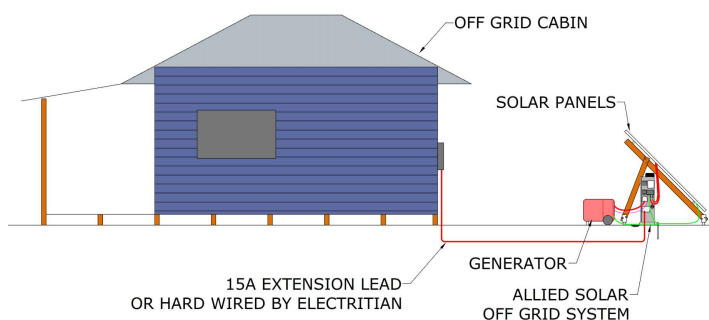 OFF GRID CABIN
SOLAR PANELS
GENERATOR
15A EXTENSION LEAD
OR HARD WIRED BY ELECTRITIAN
ALLIED SOLAR
OFF GRID SYSTEM